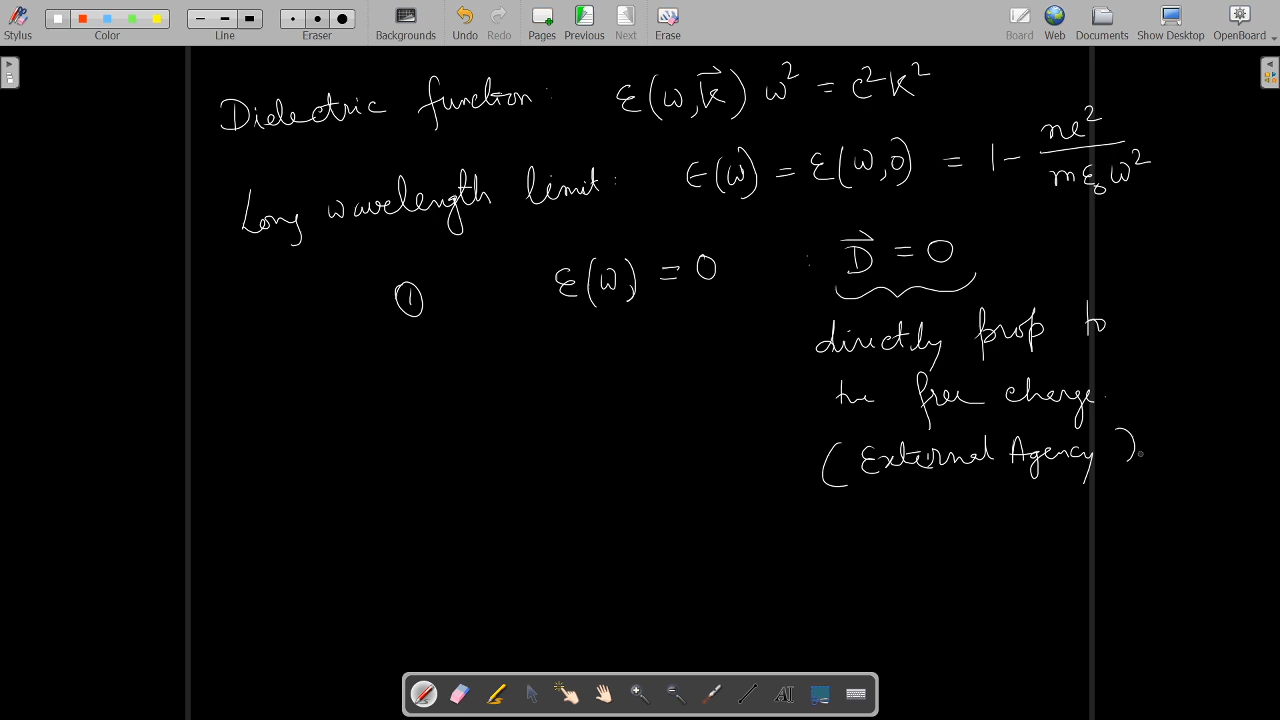 Stylus Color Line Eraser Backgrounds Undo Redo Pages Previous Next Erase Board Web Documents Show Desktop OpenBoard
Dielectric function: ε(ω, k⃗) ω² = c²k²
Long wavelength limit: ε(ω) = ε(ω,0) = 1 - ne²/mε₀ω²
① ε(ω) = 0 : D⃗ = 0
directly prop to
the free charge.
(External Agency)
AI